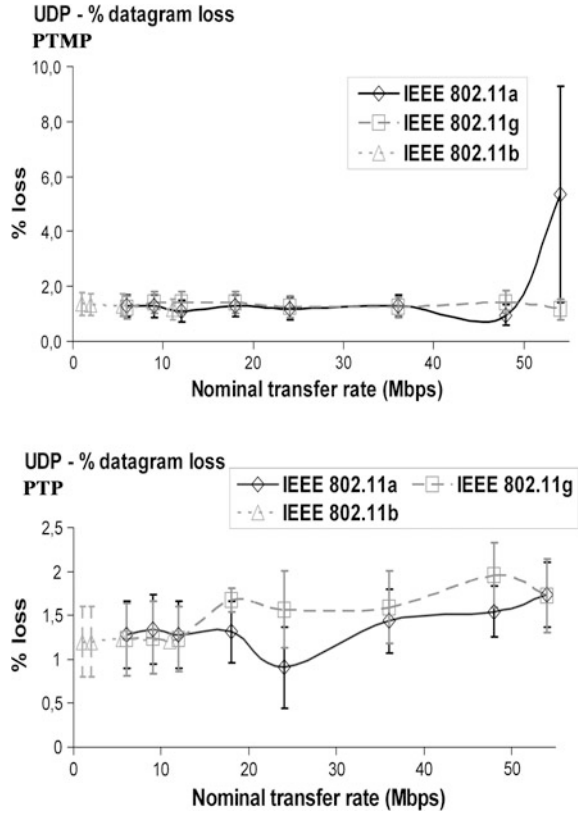 UDP - % datagram loss
PTMP
% loss
10,0
8,0
6,0
4,0
2,0
0,0
IEEE 802.11a
IEEE 802.11g
IEEE 802.11b
0 10 20 30 40 50
Nominal transfer rate (Mbps)
UDP - % datagram loss
PTP
IEEE 802.11a IEEE 802.11g
IEEE 802.11b
% loss
2,5
2
1,5
1
0,5
0
0 10 20 30 40 50
Nominal transfer rate (Mbps)